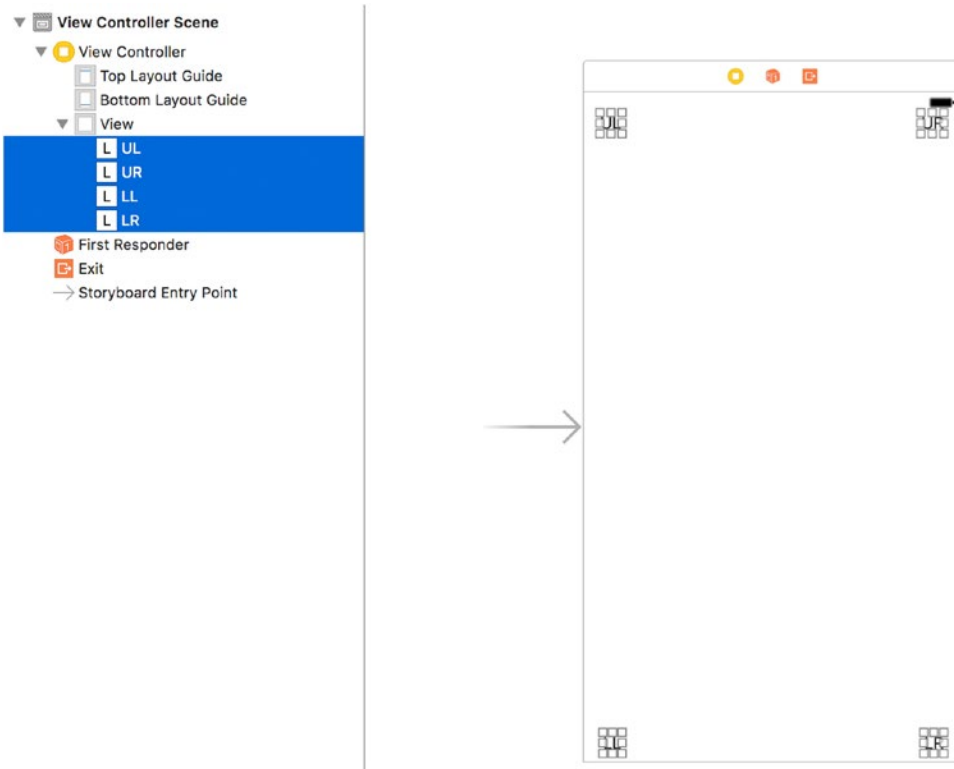 View Controller Scene
View Controller
Top Layout Guide
Bottom Layout Guide
View
L UL
L UR
L LL
L LR
First Responder
Exit
Storyboard Entry Point
UL
UR
LL
LR